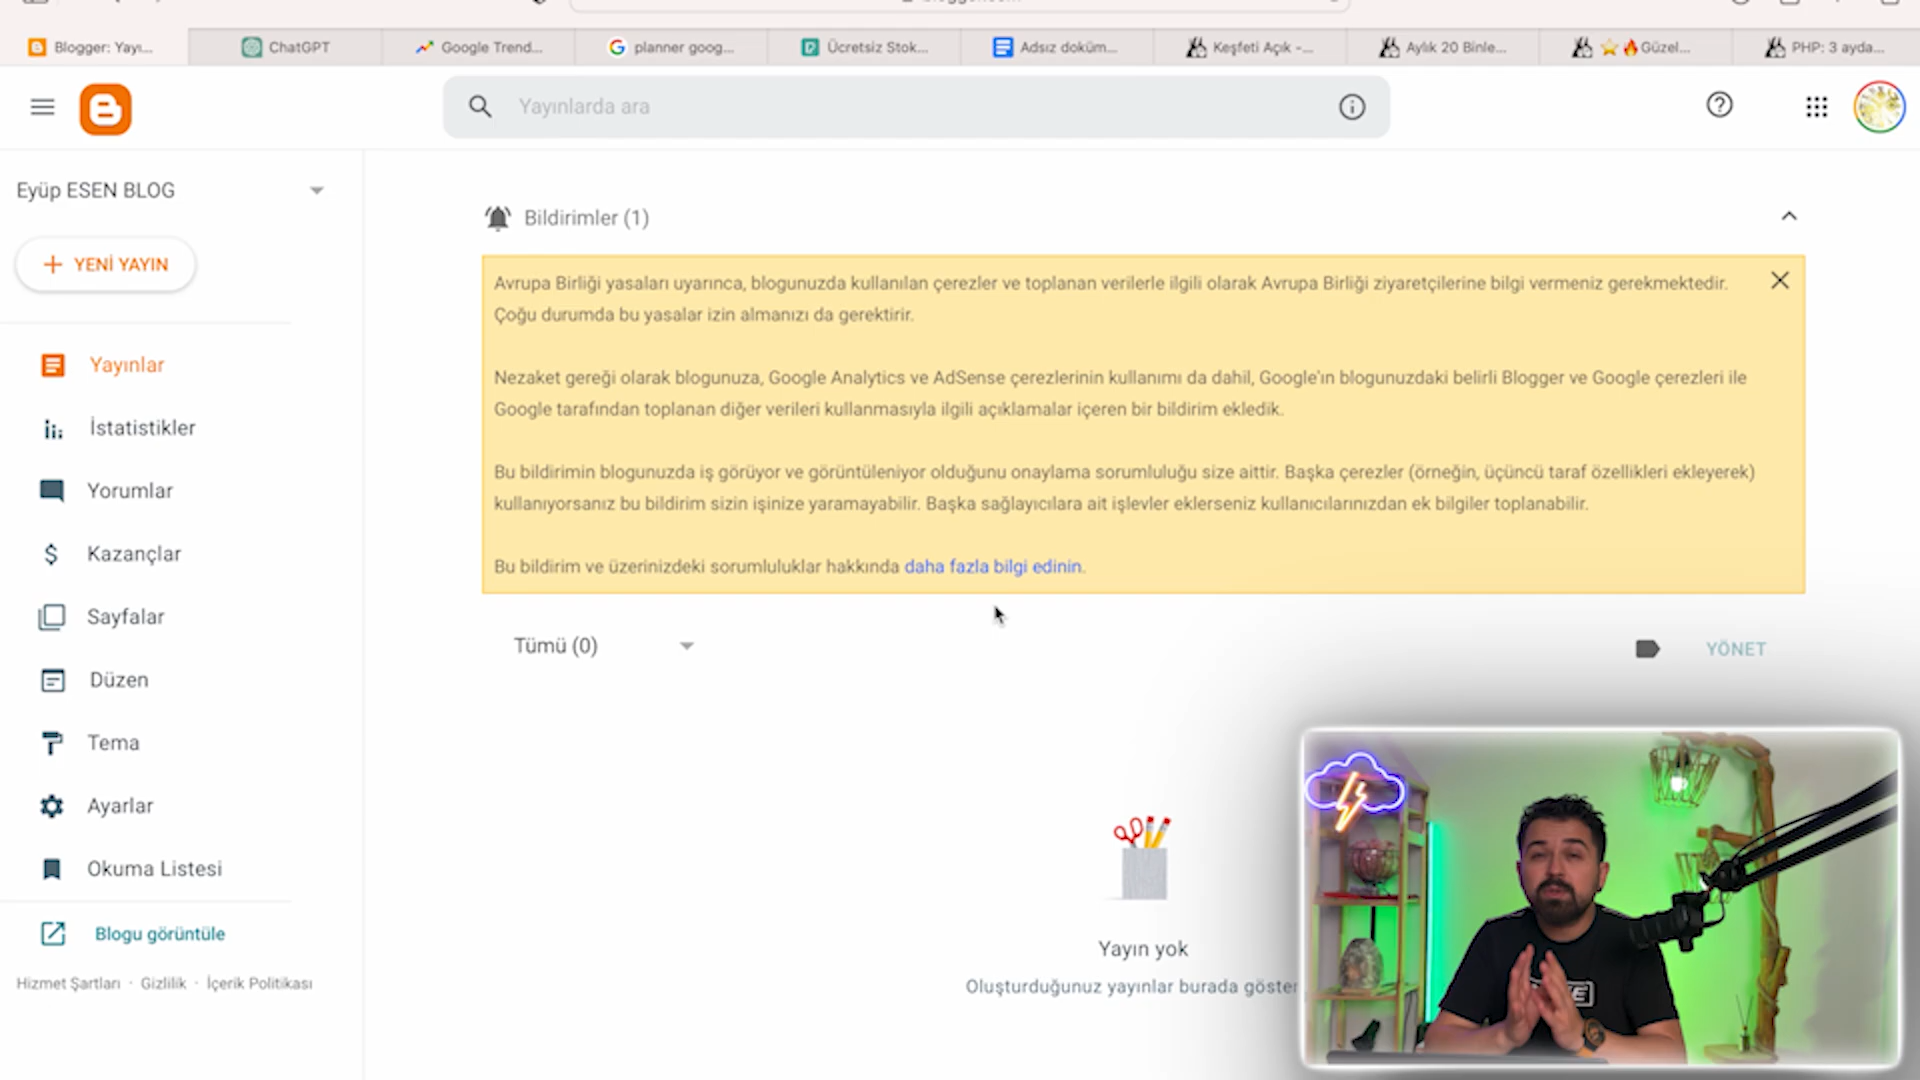 Blogger: Yayı...
ChatGPT
Google Trend...
planner goog...
Ücretsiz Stok...
Adsız doküm...
Keşfeti Açık -...
Aylık 20 Binle...
Güzel...
PHP: 3 ayda...
Yayınlarda ara
Eyüp ESEN BLOG
YENİ YAYIN
Yayınlar
İstatistikler
Yorumlar
Kazançlar
Sayfalar
Düzen
Tema
Ayarlar
Okuma Listesi
Blogu görüntüle
Hizmet Şartları · Gizlilik · İçerik Politikası
Bildirimler (1)
Avrupa Birliği yasaları uyarınca, blogunuzda kullanılan çerezler ve toplanan verilerle ilgili olarak Avrupa Birliği ziyaretçilerine bilgi vermeniz gerekmektedir.
Çoğu durumda bu yasalar izin almanızı da gerektirir.
Nezaket gereği olarak blogunuza, Google Analytics ve AdSense çerezlerinin kullanımı da dahil, Google'ın blogunuzdaki belirli Blogger ve Google çerezleri ile
Google tarafından toplanan diğer verileri kullanmasıyla ilgili açıklamalar içeren bir bildirim ekledik.
Bu bildirimin blogunuzda iş görüyor ve görüntüleniyor olduğunu onaylama sorumluluğu size aittir. Başka çerezler (örneğin, üçüncü taraf özellikleri ekleyerek)
kullanıyorsanız bu bildirim sizin işinize yaramayabilir. Başka sağlayıcılara ait işlevler eklerseniz kullanıcılarınızdan ek bilgiler toplanabilir.
Bu bildirim ve üzerinizdeki sorumluluklar hakkında daha fazla bilgi edinin.
Tümü (0)
YÖNET
Yayın yok
Oluşturduğunuz yayınlar burada göster